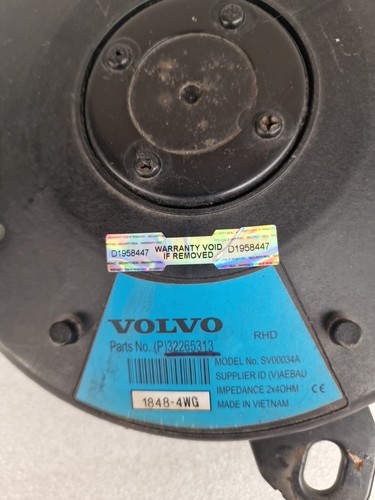 WARRANTY VOID
IF REMOVED
D1958447
D1958447
VOLVO
RHD
Parts No. (P)32265313
MODEL No. SV00034A
SUPPLIER ID (V)AEBAU
IMPEDANCE 2x4OHM
CE
1848-4WG
MADE IN VIETNAM